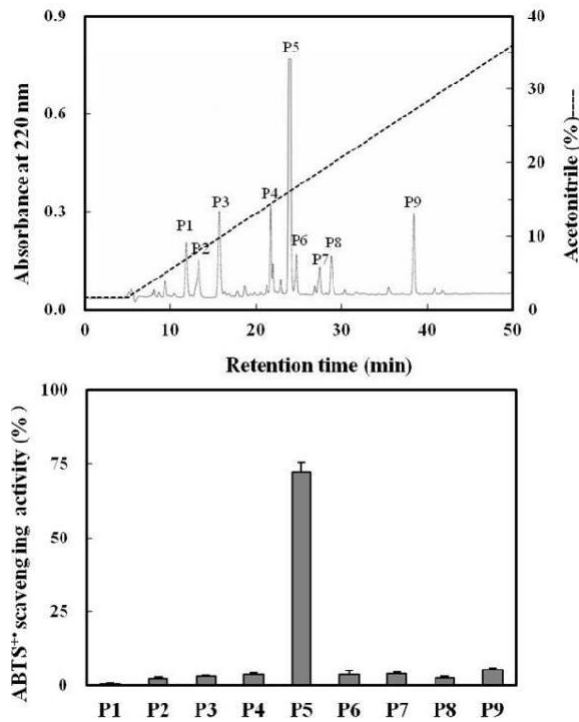 0.9
0.6
0.3
0.0
Absorbance at 220 nm
P1
P2
P3
P4
P5
P6
P7
P8
P9
40
30
20
10
0
Acetonitrile (%)----
0 10 20 30 40 50
Retention time (min)
100
75
50
25
0
ABTS⁺• scavenging activity (%)
P1 P2 P3 P4 P5 P6 P7 P8 P9